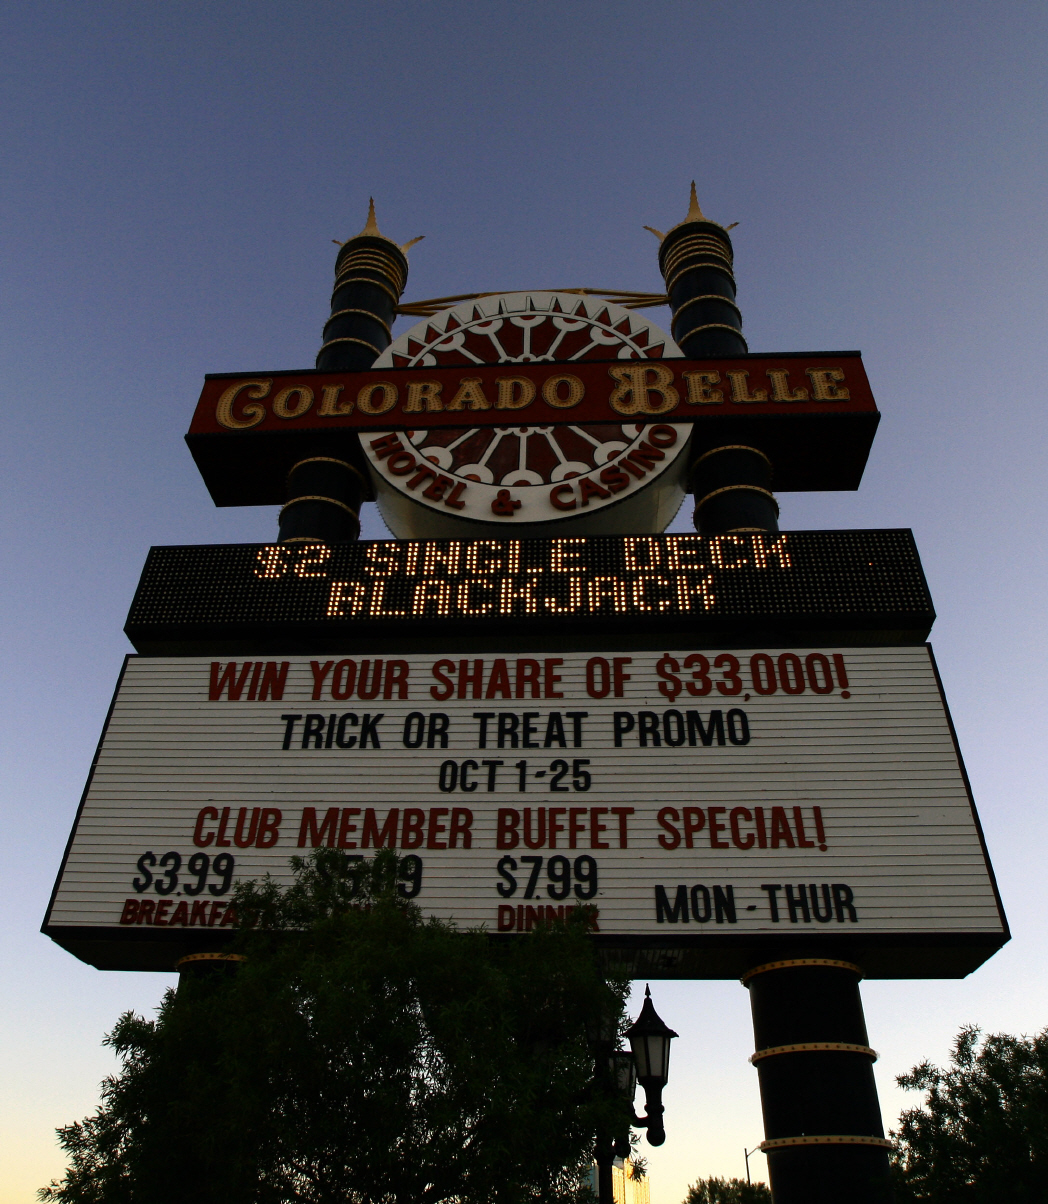 COLORADO BELLE
HOTEL & CASINO
$2 SINGLE DECK
BLACKJACK
WIN YOUR SHARE OF $33,000!
TRICK OR TREAT PROMO
OCT 1-25
CLUB MEMBER BUFFET SPECIAL!
$3.99 $7.99
DINNER MON-THUR